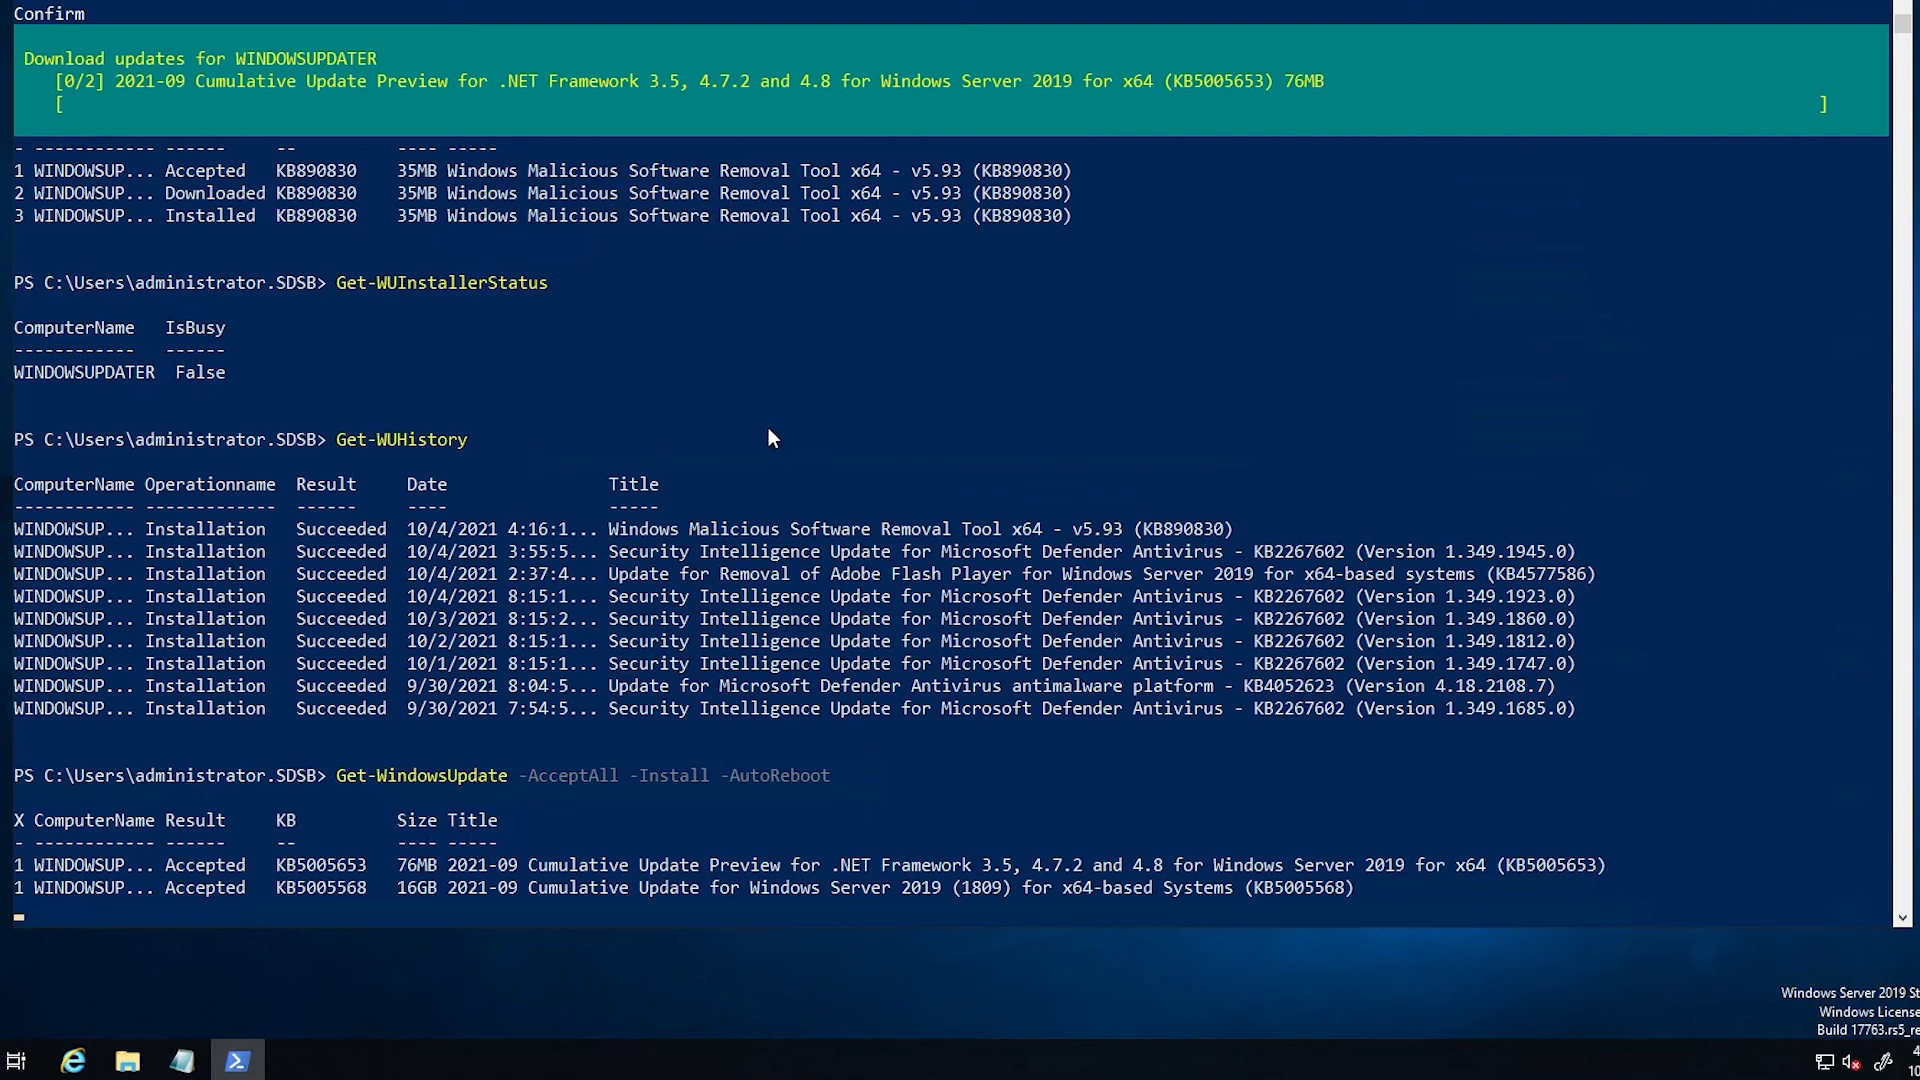 Confirm
Download updates for WINDOWSUPDATER
[0/2] 2021-09 Cumulative Update Preview for .NET Framework 3.5, 4.7.2 and 4.8 for Windows Server 2019 for x64 (KB5005653) 76MB
[ ]
- ------------ ------ -- ---- -----
1 WINDOWSUP... Accepted KB890830 35MB Windows Malicious Software Removal Tool x64 - v5.93 (KB890830)
2 WINDOWSUP... Downloaded KB890830 35MB Windows Malicious Software Removal Tool x64 - v5.93 (KB890830)
3 WINDOWSUP... Installed KB890830 35MB Windows Malicious Software Removal Tool x64 - v5.93 (KB890830)
PS C:\Users\administrator.SDSB> Get-WUInstallerStatus
ComputerName IsBusy
------------ ------
WINDOWSUPDATER False
PS C:\Users\administrator.SDSB> Get-WUHistory
ComputerName Operationname Result Date Title
------------ ------------- ------ ---- -----
WINDOWSUP... Installation Succeeded 10/4/2021 4:16:1... Windows Malicious Software Removal Tool x64 - v5.93 (KB890830)
WINDOWSUP... Installation Succeeded 10/4/2021 3:55:5... Security Intelligence Update for Microsoft Defender Antivirus - KB2267602 (Version 1.349.1945.0)
WINDOWSUP... Installation Succeeded 10/4/2021 2:37:4... Update for Removal of Adobe Flash Player for Windows Server 2019 for x64-based systems (KB4577586)
WINDOWSUP... Installation Succeeded 10/4/2021 8:15:1... Security Intelligence Update for Microsoft Defender Antivirus - KB2267602 (Version 1.349.1923.0)
WINDOWSUP... Installation Succeeded 10/3/2021 8:15:2... Security Intelligence Update for Microsoft Defender Antivirus - KB2267602 (Version 1.349.1860.0)
WINDOWSUP... Installation Succeeded 10/2/2021 8:15:1... Security Intelligence Update for Microsoft Defender Antivirus - KB2267602 (Version 1.349.1812.0)
WINDOWSUP... Installation Succeeded 10/1/2021 8:15:1... Security Intelligence Update for Microsoft Defender Antivirus - KB2267602 (Version 1.349.1747.0)
WINDOWSUP... Installation Succeeded 9/30/2021 8:04:5... Update for Microsoft Defender Antivirus antimalware platform - KB4052623 (Version 4.18.2108.7)
WINDOWSUP... Installation Succeeded 9/30/2021 7:54:5... Security Intelligence Update for Microsoft Defender Antivirus - KB2267602 (Version 1.349.1685.0)
PS C:\Users\administrator.SDSB> Get-WindowsUpdate -AcceptAll -Install -AutoReboot
X ComputerName Result KB Size Title
- ------------ ------ -- ---- -----
1 WINDOWSUP... Accepted KB5005653 76MB 2021-09 Cumulative Update Preview for .NET Framework 3.5, 4.7.2 and 4.8 for Windows Server 2019 for x64 (KB5005653)
1 WINDOWSUP... Accepted KB5005568 16GB 2021-09 Cumulative Update for Windows Server 2019 (1809) for x64-based Systems (KB5005568)
Windows Server 2019 St
Windows License
Build 17763.rs5_re
4
10